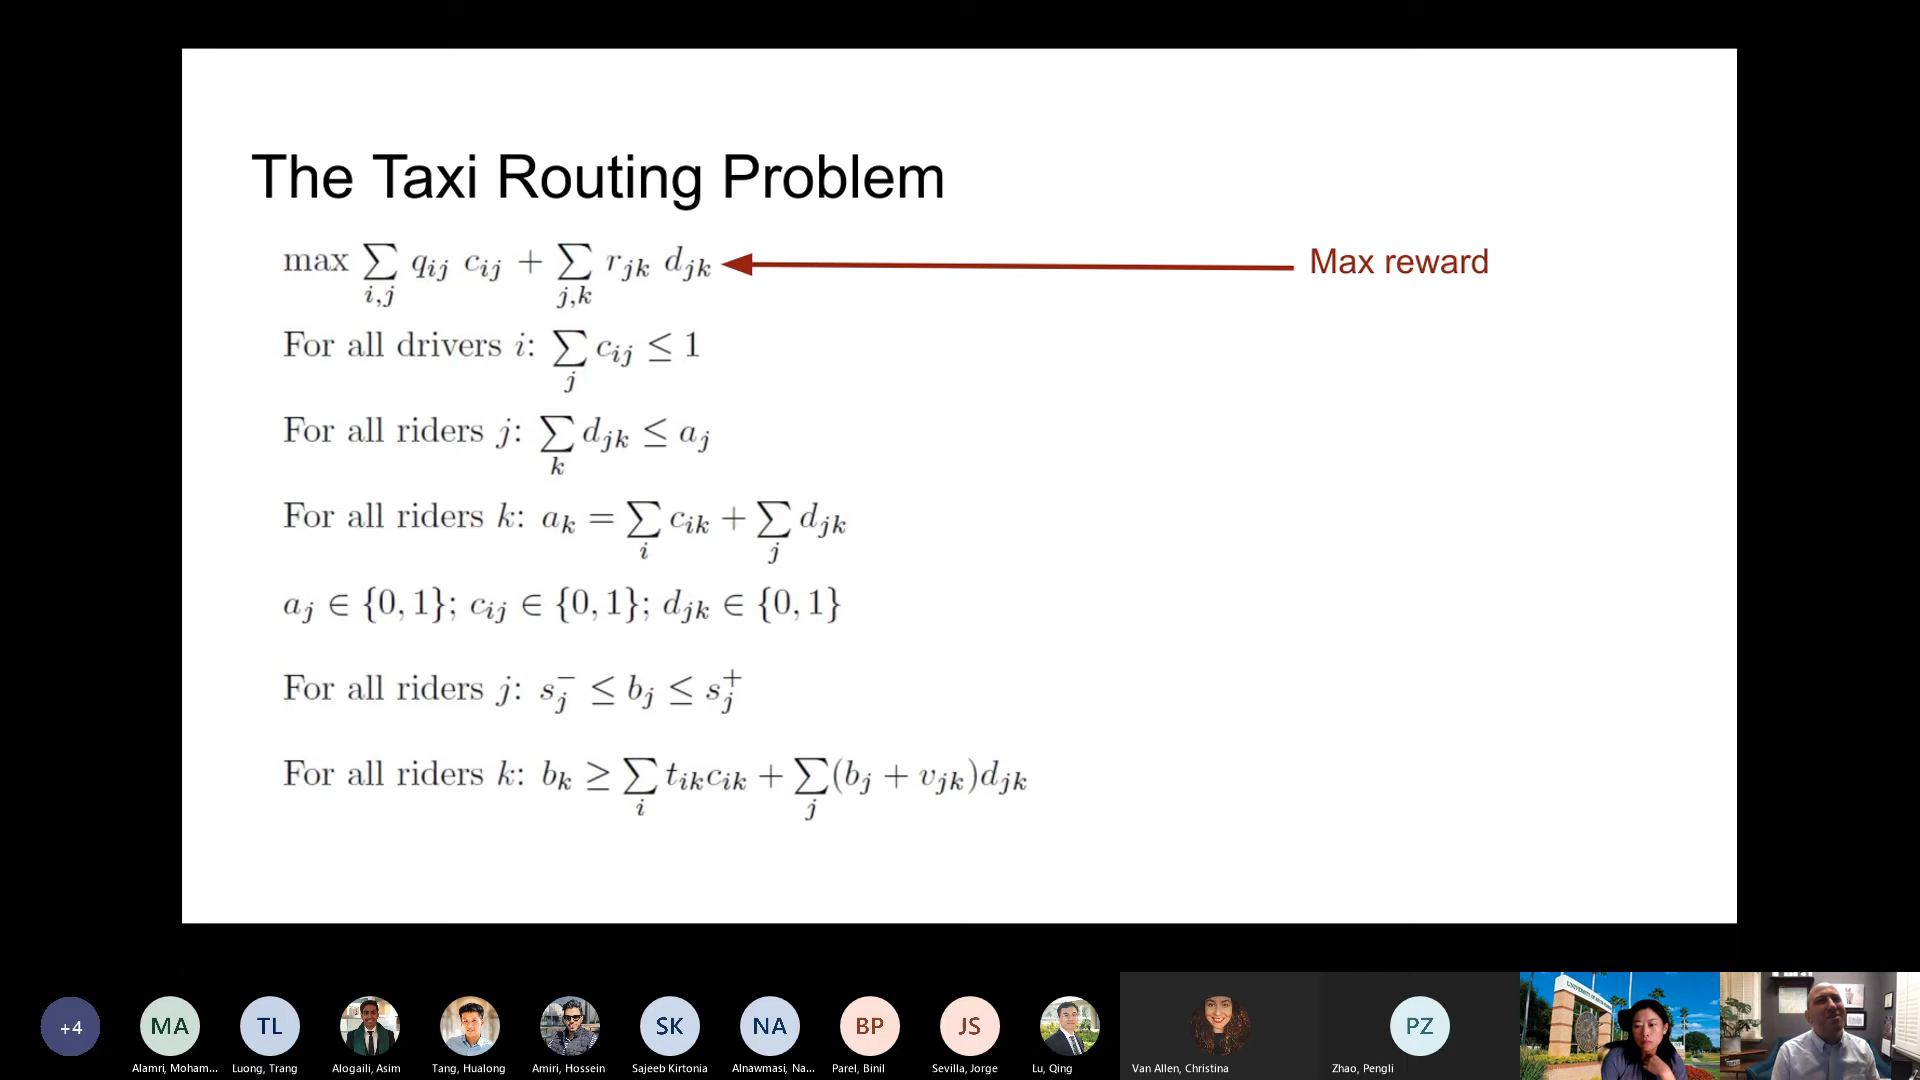 The Taxi Routing Problem
max ∑_{i,j} q_{ij} c_{ij} + ∑_{j,k} r_{jk} d_{jk}
Max reward
For all drivers i: ∑_j c_{ij} ≤ 1
For all riders j: ∑_k d_{jk} ≤ a_j
For all riders k: a_k = ∑_i c_{ik} + ∑_j d_{jk}
a_j ∈ {0, 1}; c_{ij} ∈ {0, 1}; d_{jk} ∈ {0, 1}
For all riders j: s_j^- ≤ b_j ≤ s_j^+
For all riders k: b_k ≥ ∑_i t_{ik}c_{ik} + ∑_j (b_j + v_{jk})d_{jk}
+4 MA TL SK NA BP JS PZ
Alamri, Moham... Luong, Trang Alogaili, Asim Tang, Hualong Amiri, Hossein Sajeeb Kirtonia Alnawmasi, Na... Parel, Binil Sevilla, Jorge Lu, Qing Van Allen, Christina Zhao, Pengli